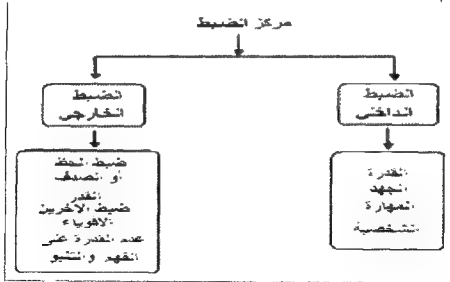 مركز الضبط
الضبط
الداخلي
الضبط
الخارجي
القدرة
الجهد
المهارة
الشخصية
ضبط الحظ
أو الصدف
القدر
ضبط الآخرين
الأقوياء
عدم القدرة على
الفهم والتنبؤ